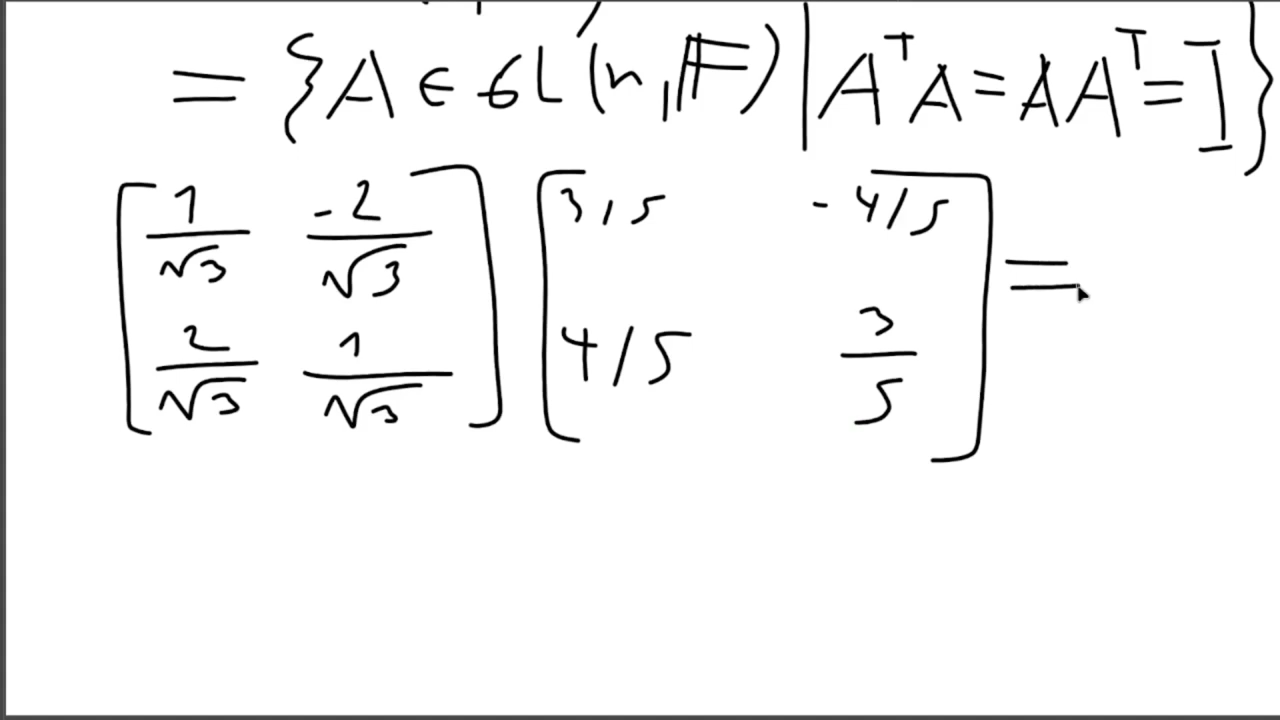 = {A ∈ GL(n,𝔽) | AᵀA = AAᵀ = I}
[1/√3 -2/√3] [3/5 -4/5] =
[2/√3 1/√3] [4/5 3/5]